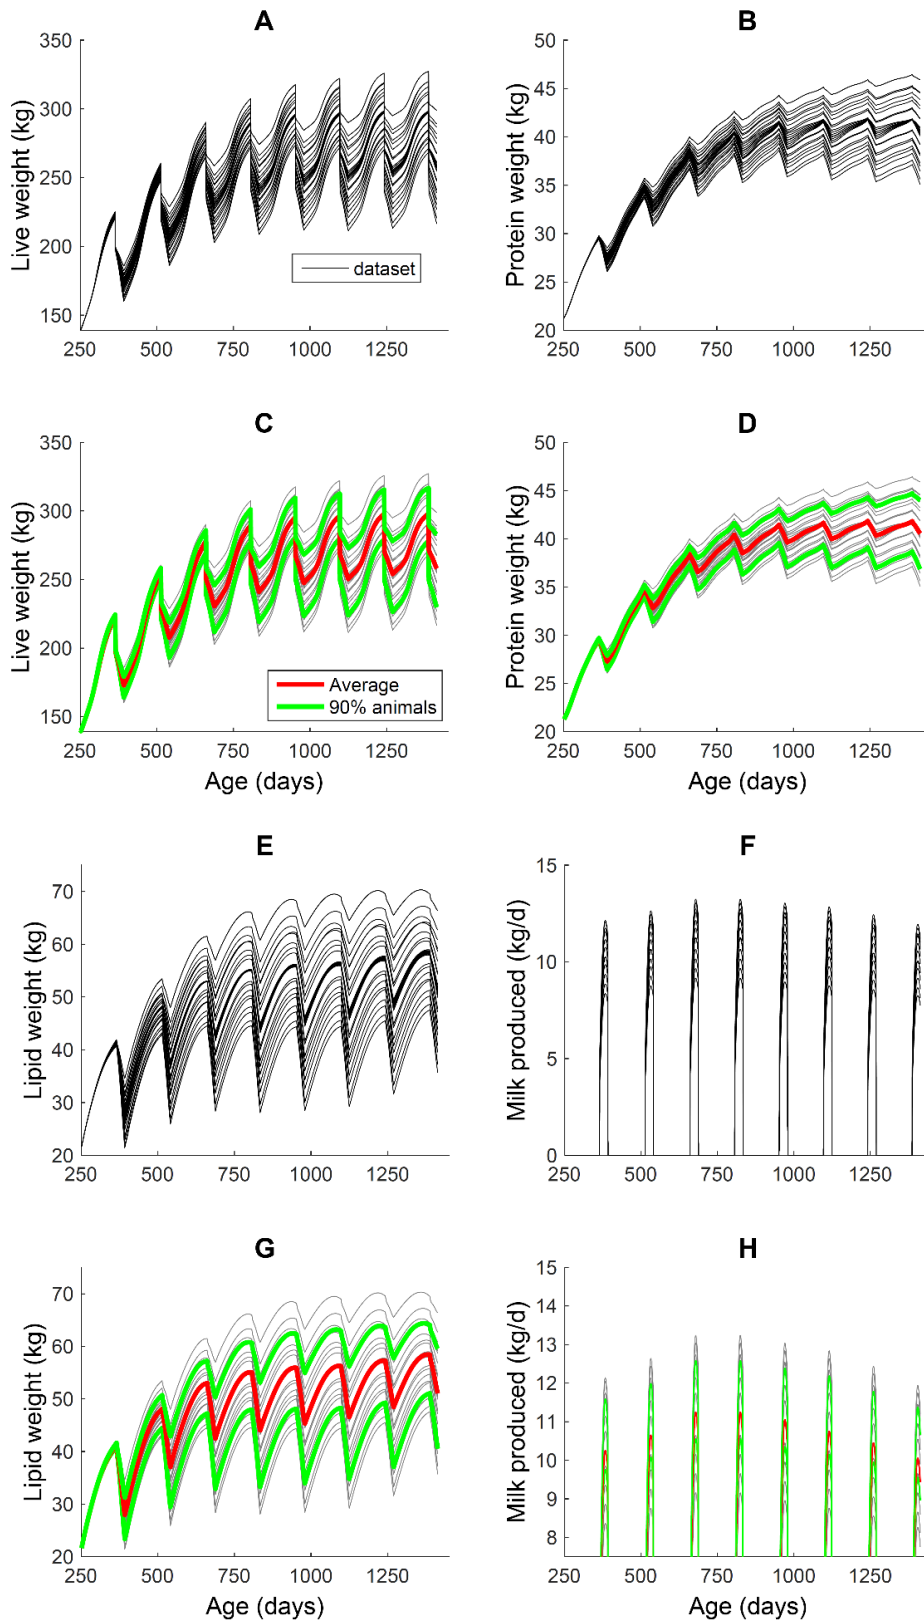 A
Live weight (kg)
350
300
250
200
150
dataset
250 500 750 1000 1250
B
Protein weight (kg)
50
45
40
35
30
25
20
250 500 750 1000 1250
C
Live weight (kg)
350
300
250
200
150
Average
90% animals
250 500 750 1000 1250
Age (days)
D
Protein weight (kg)
50
45
40
35
30
25
20
250 500 750 1000 1250
Age (days)
E
Lipid weight (kg)
70
60
50
40
30
20
250 500 750 1000 1250
F
Milk produced (kg/d)
15
10
5
0
250 500 750 1000 1250
G
Lipid weight (kg)
70
60
50
40
30
20
250 500 750 1000 1250
Age (days)
H
Milk produced (kg/d)
15
14
13
12
11
10
9
8
250 500 750 1000 1250
Age (days)